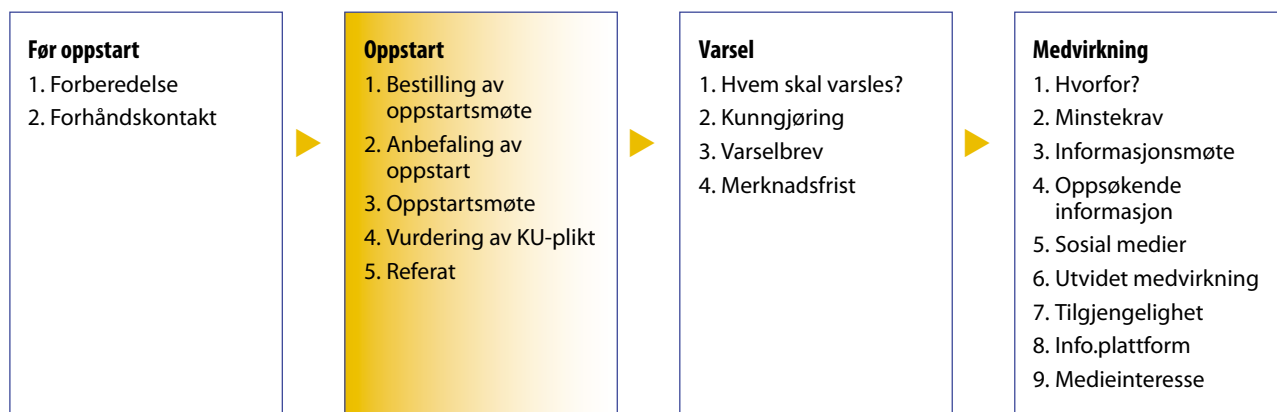 Før oppstart
1. Forberedelse
2. Forhåndskontakt
Oppstart
1. Bestilling av
oppstartsmøte
2. Anbefaling av
oppstart
3. Oppstartsmøte
4. Vurdering av KU-plikt
5. Referat
Varsel
1. Hvem skal varsles?
2. Kunngjøring
3. Varselbrev
4. Merknadsfrist
Medvirkning
1. Hvorfor?
2. Minstekrav
3. Informasjonsmøte
4. Oppsøkende
informasjon
5. Sosial medier
6. Utvidet medvirkning
7. Tilgjengelighet
8. Info.plattform
9. Medieinteresse